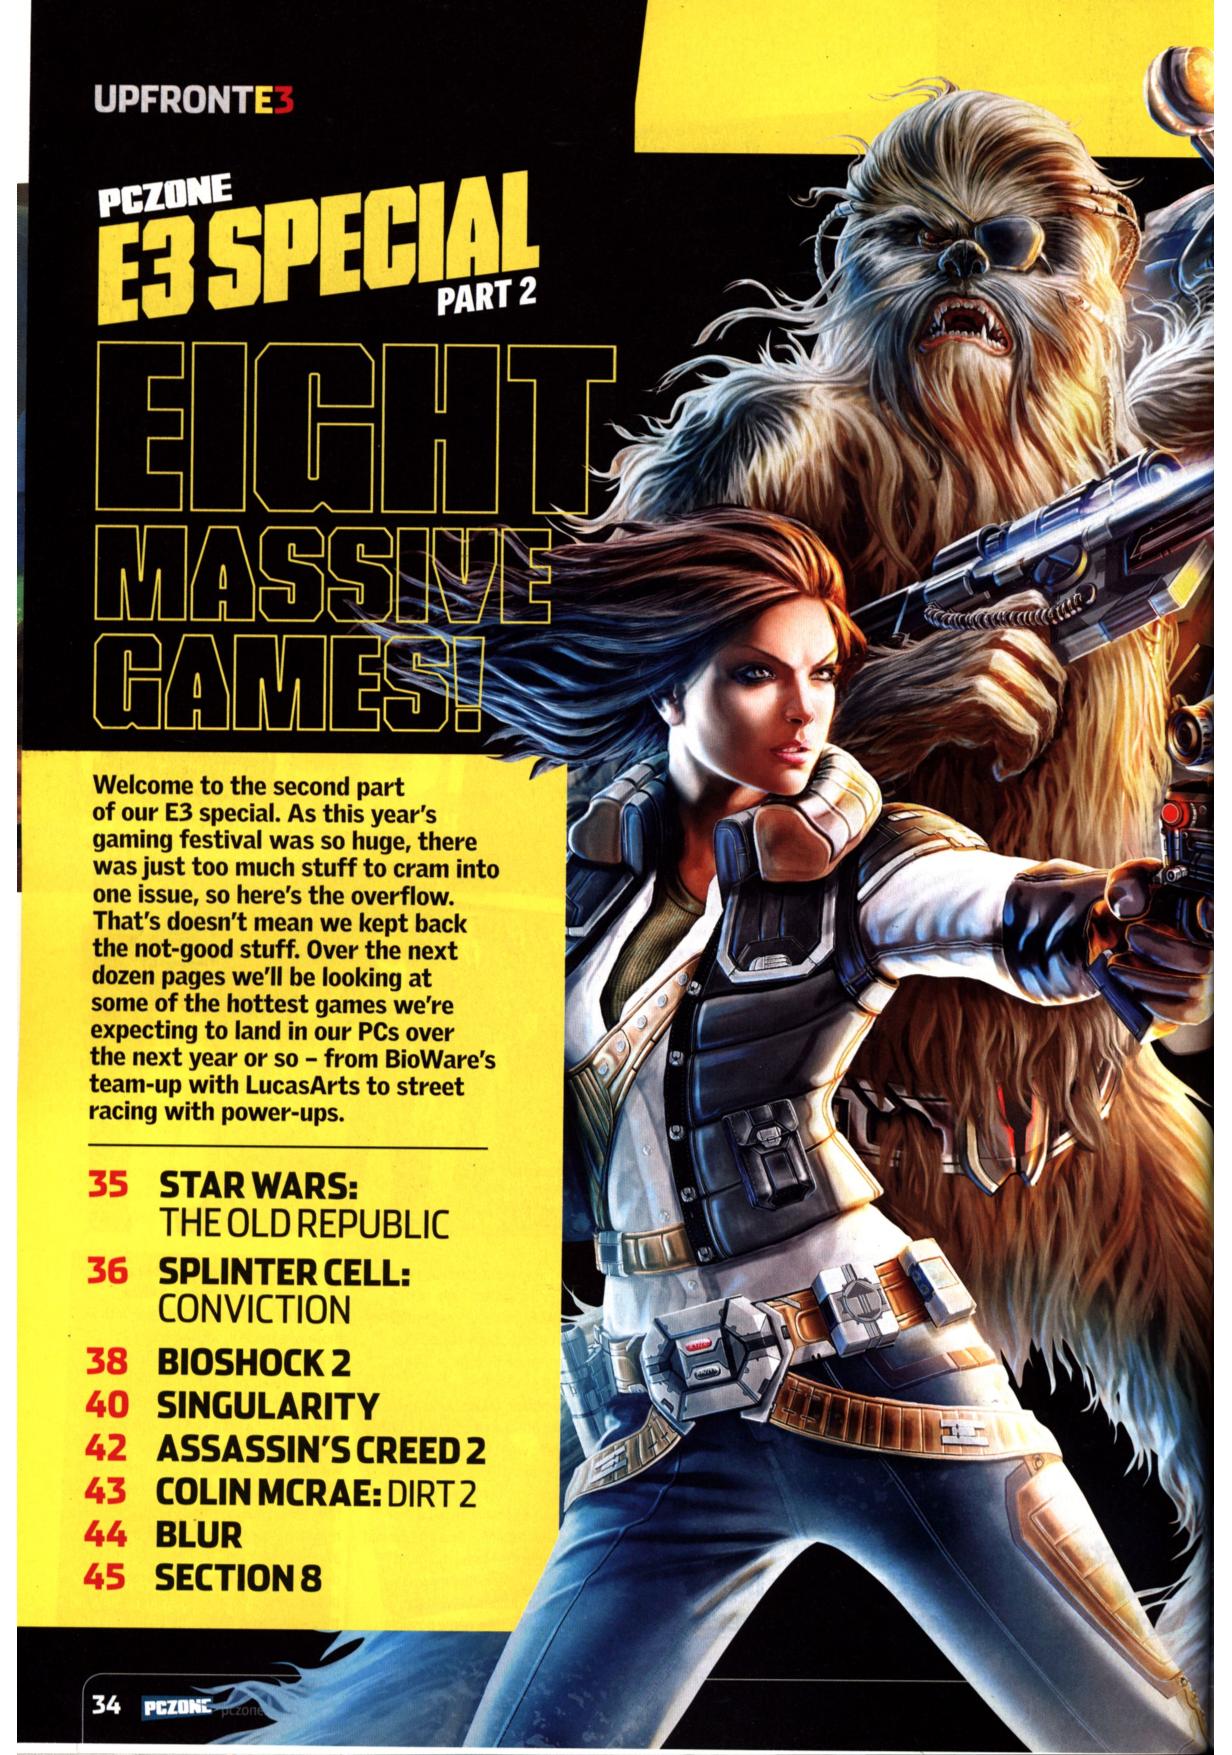 UPFRONTE3
PCZONE
E3 SPECIAL
PART 2
EIGHT
MASSIVE
GAMES!
Welcome to the second part
of our E3 special. As this year's
gaming festival was so huge, there
was just too much stuff to cram into
one issue, so here's the overflow.
That's doesn't mean we kept back
the not-good stuff. Over the next
dozen pages we'll be looking at
some of the hottest games we're
expecting to land in our PCs over
the next year or so – from BioWare's
team-up with LucasArts to street
racing with power-ups.
35 STAR WARS:
THE OLD REPUBLIC
36 SPLINTER CELL:
CONVICTION
38 BIOSHOCK 2
40 SINGULARITY
42 ASSASSIN'S CREED 2
43 COLIN MCRAE: DIRT 2
44 BLUR
45 SECTION 8
34 PCZONE pczone